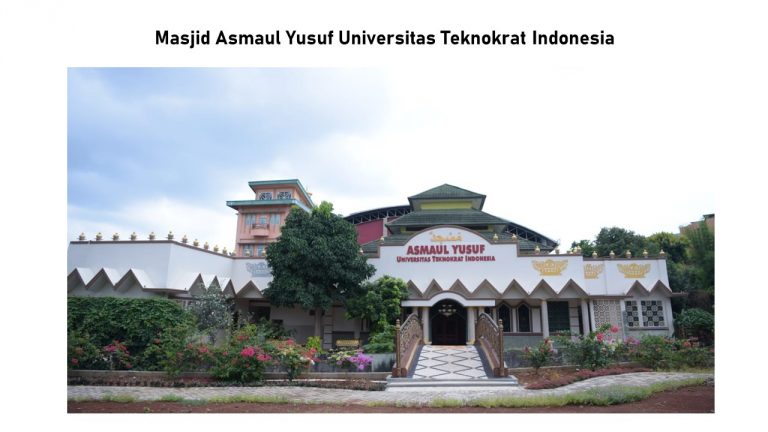 Masjid Asmaul Yusuf Universitas Teknokrat Indonesia
ASMAUL YUSUF
UNIVERSITAS TEKNOKRAT INDONESIA